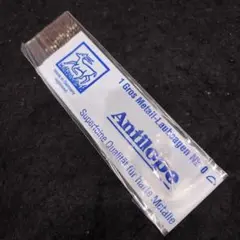 1 Gros Metall-Laubsägen Nr. 0
Antilope
Superfeine Qualität für harte Metalle